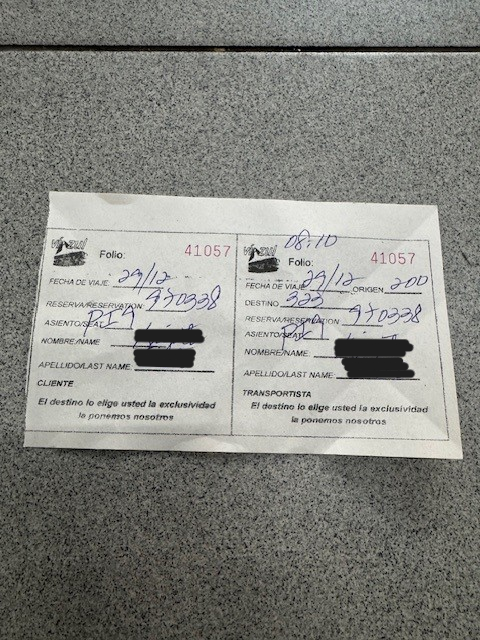 viazul
Folio: 41057
FECHA DE VIAJE 29/12
RESERVA/RESERVATION 970338
ASIENTO/SEAT
NOMBRE/NAME
APELLIDO/LAST NAME
CLIENTE
El destino lo elige usted la exclusividad
la ponemos nosotros
08:10
viazul
Folio: 41057
FECHA DE VIAJE 29/12 ORIGEN 200
DESTINO 323
RESERVA/RESERVATION 970338
ASIENTO/SEAT
NOMBRE/NAME
APELLIDO/LAST NAME
TRANSPORTISTA
El destino lo elige usted la exclusividad
la ponemos nosotros